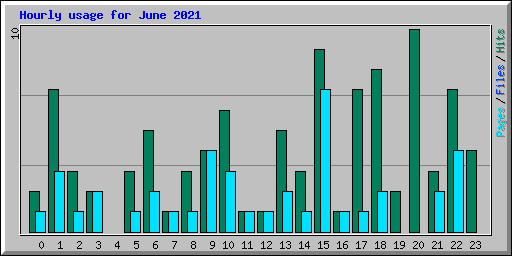 Hourly usage for June 2021
10
Pages/Files/Hits
0 1 2 3 4 5 6 7 8 9 10 11 12 13 14 15 16 17 18 19 20 21 22 23